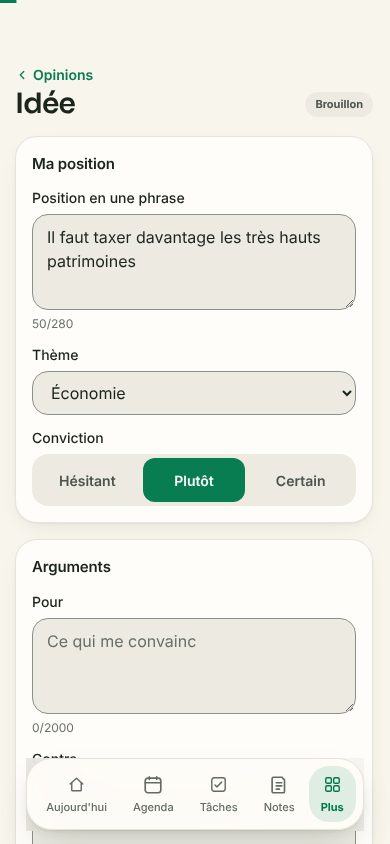 Opinions
Idée
Brouillon
Ma position
Position en une phrase
Il faut taxer davantage les très hauts
patrimoines
50/280
Thème
Économie
Conviction
Hésitant
Plutôt
Certain
Arguments
Pour
Ce qui me convainc
0/2000
Contre
Aujourd'hui
Agenda
Tâches
Notes
Plus